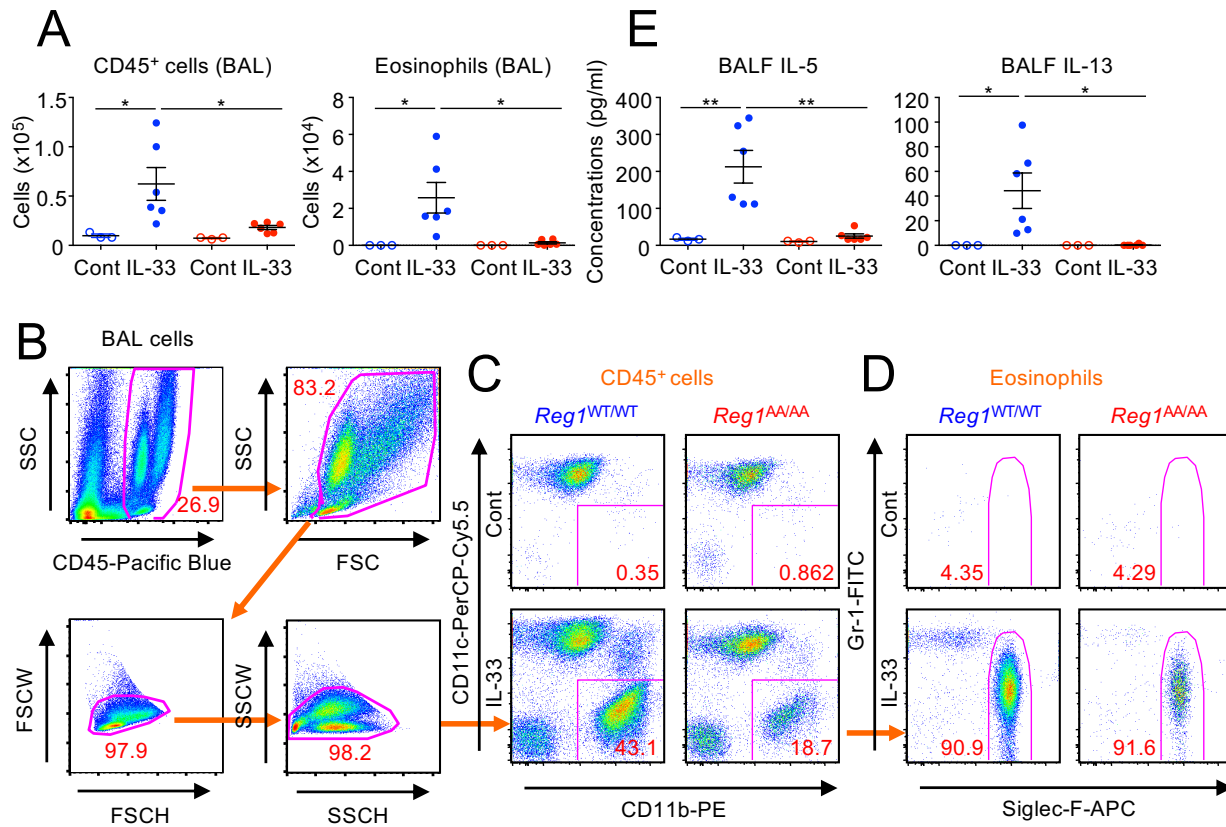 A
CD45+ cells (BAL)
Eosinophils (BAL)
Cells (x10⁵)
1.5
1.0
0.5
0
*
*
Cont IL-33 Cont IL-33
Cells (x10⁴)
8
6
4
2
0
*
*
Cont IL-33 Cont IL-33
E
BALF IL-5
BALF IL-13
Concentrations (pg/ml)
400
300
200
100
0
**
**
Cont IL-33 Cont IL-33
120
100
80
60
40
20
0
*
*
Cont IL-33 Cont IL-33
B
BAL cells
SSC
26.9
CD45-Pacific Blue
SSC
83.2
FSC
FSCW
97.9
FSCH
SSCW
98.2
SSCH
C
CD45+ cells
Reg1WT/WT
Reg1AA/AA
CD11c-PerCP-Cy5.5
Cont
0.35
0.862
IL-33
43.1
18.7
CD11b-PE
D
Eosinophils
Reg1WT/WT
Reg1AA/AA
Gr-1-FITC
Cont
4.35
4.29
IL-33
90.9
91.6
Siglec-F-APC